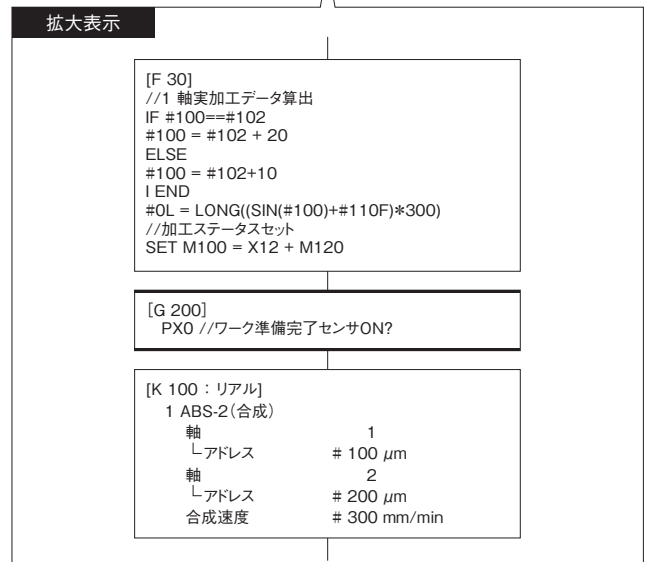 拡大表示
[F 30]
//1 軸実加工データ算出
IF #100==#102
#100 = #102 + 20
ELSE
#100 = #102+10
I END
#0L = LONG((SIN(#100)+#110F)*300)
//加工ステータスセット
SET M100 = X12 + M120
[G 200]
PX0 //ワーク準備完了センサON?
[K 100：リアル]
1 ABS-2（合成）
軸 1
└アドレス # 100 μm
軸 2
└アドレス # 200 μm
合成速度 # 300 mm/min